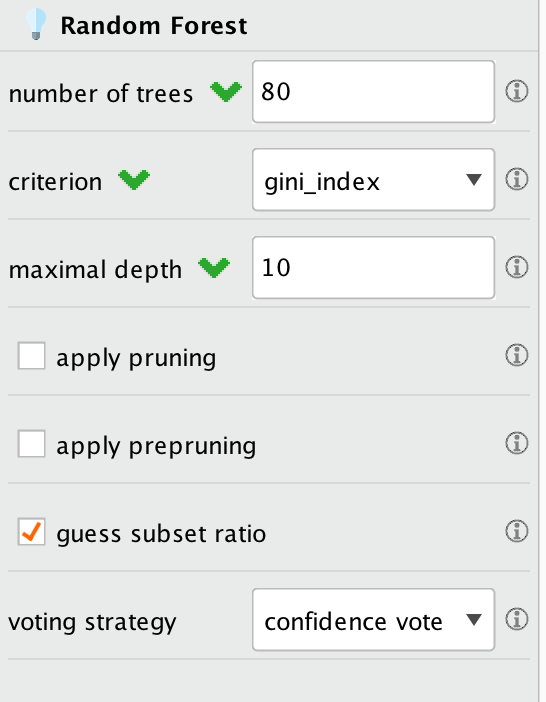 Random Forest
number of trees 80
criterion gini_index
maximal depth 10
apply pruning
apply prepruning
guess subset ratio
voting strategy confidence vote